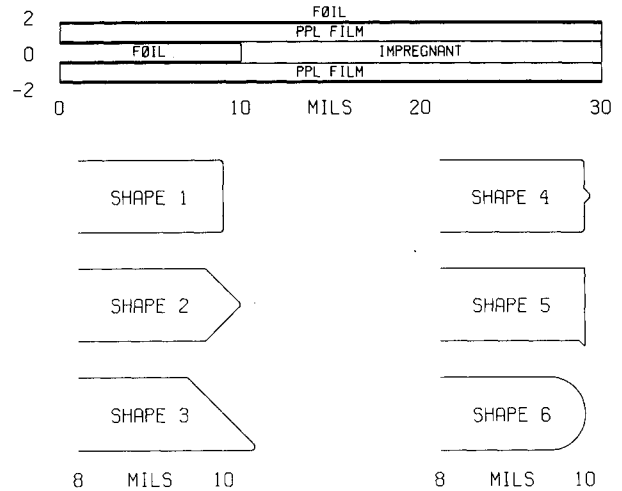 2
FØIL
PPL FILM
0
FØIL IMPREGNANT
PPL FILM
-2
0 10 MILS 20 30
SHAPE 1 SHAPE 4
SHAPE 2 SHAPE 5
SHAPE 3 SHAPE 6
8 MILS 10 8 MILS 10